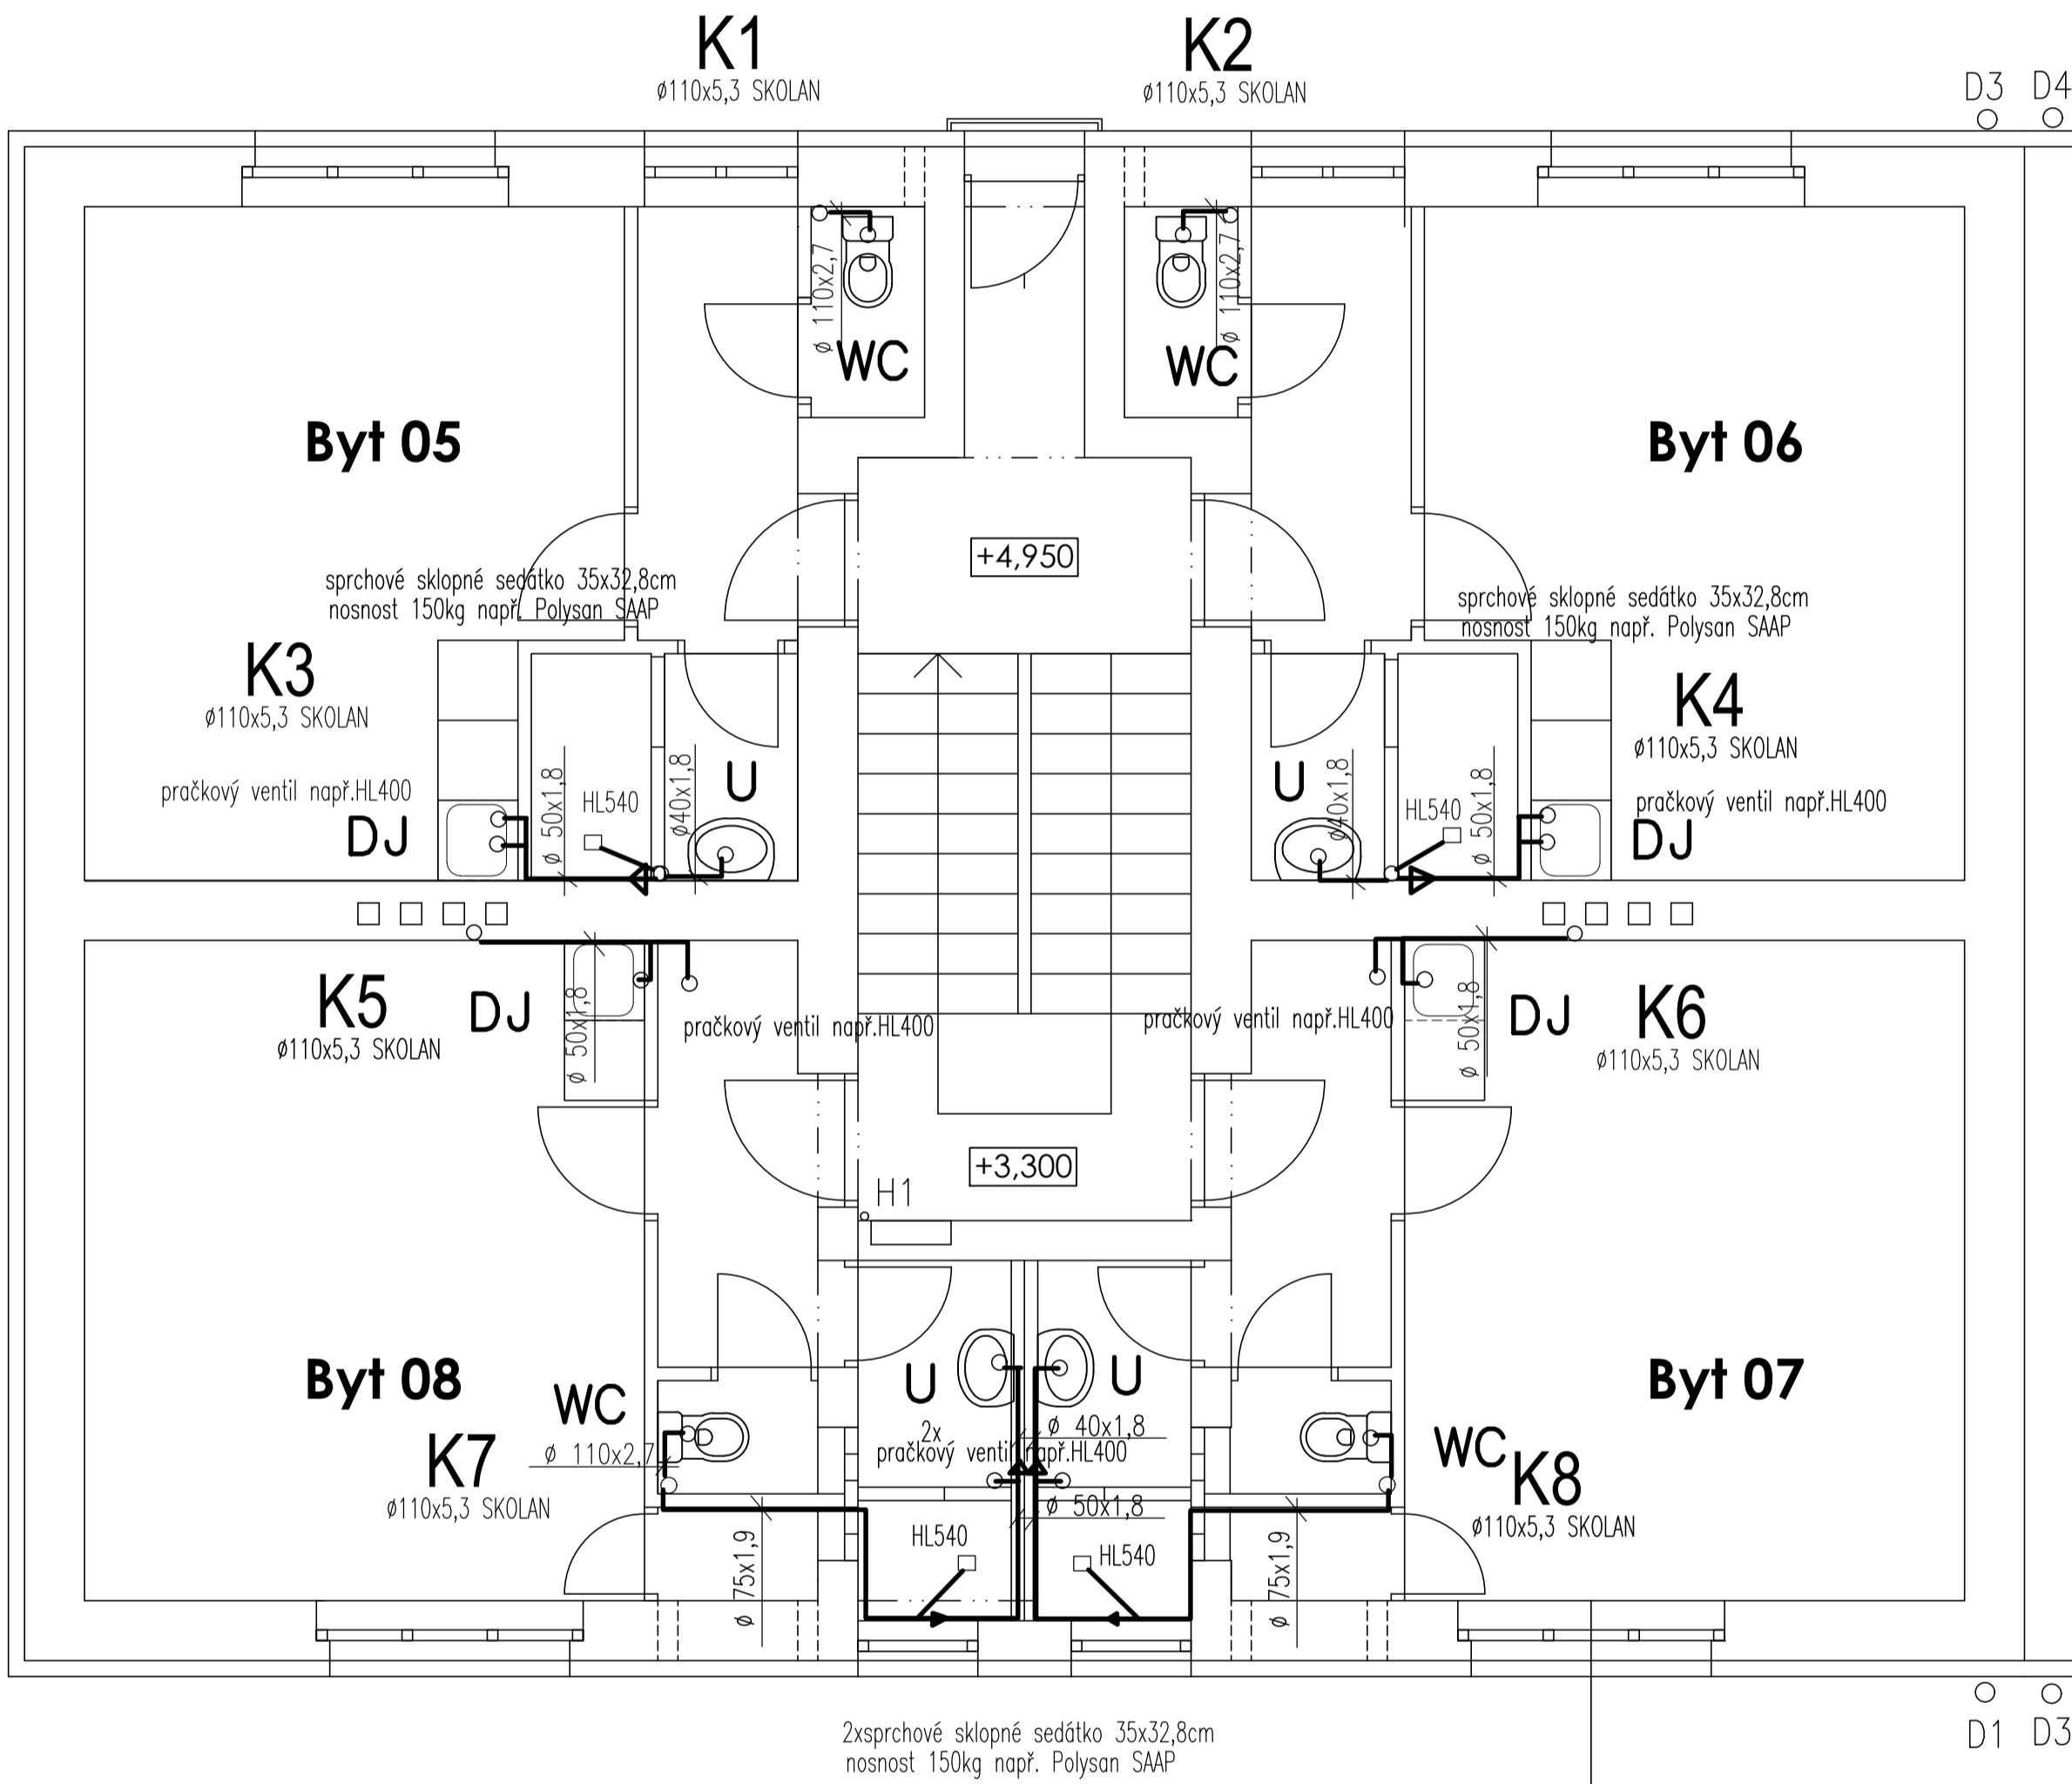 K1
ø110x5,3 SKOLAN
K2
ø110x5,3 SKOLAN
D3
D4
ø 110x2,7
WC
ø 110x2,7
WC
Byt 05
Byt 06
+4,950
sprchové sklopné sedátko 35x32,8cm
nosnost 150kg např. Polysan SAAP
sprchové sklopné sedátko 35x32,8cm
nosnost 150kg např. Polysan SAAP
K3
ø110x5,3 SKOLAN
pračkový ventil např.HL400
DJ
ø 50x1,8
HL540
ø40x1,8
U
U
ø40x1,8
HL540
ø 50x1,8
K4
ø110x5,3 SKOLAN
pračkový ventil např.HL400
DJ
K5
ø110x5,3 SKOLAN
DJ
ø 50x1,8
pračkový ventil např.HL400
pračkový ventil např.HL400
ø 50x1,8
DJ
K6
ø110x5,3 SKOLAN
+3,300
H1
Byt 08
Byt 07
WC
K7
ø110x5,3 SKOLAN
ø 110x2,7
U
U
2x
pračkový ventil např.HL400
ø 40x1,8
ø 50x1,8
WC
K8
ø110x5,3 SKOLAN
ø 75x1,9
HL540
HL540
ø 75x1,9
2xsprchové sklopné sedátko 35x32,8cm
nosnost 150kg např. Polysan SAAP
D1
D3